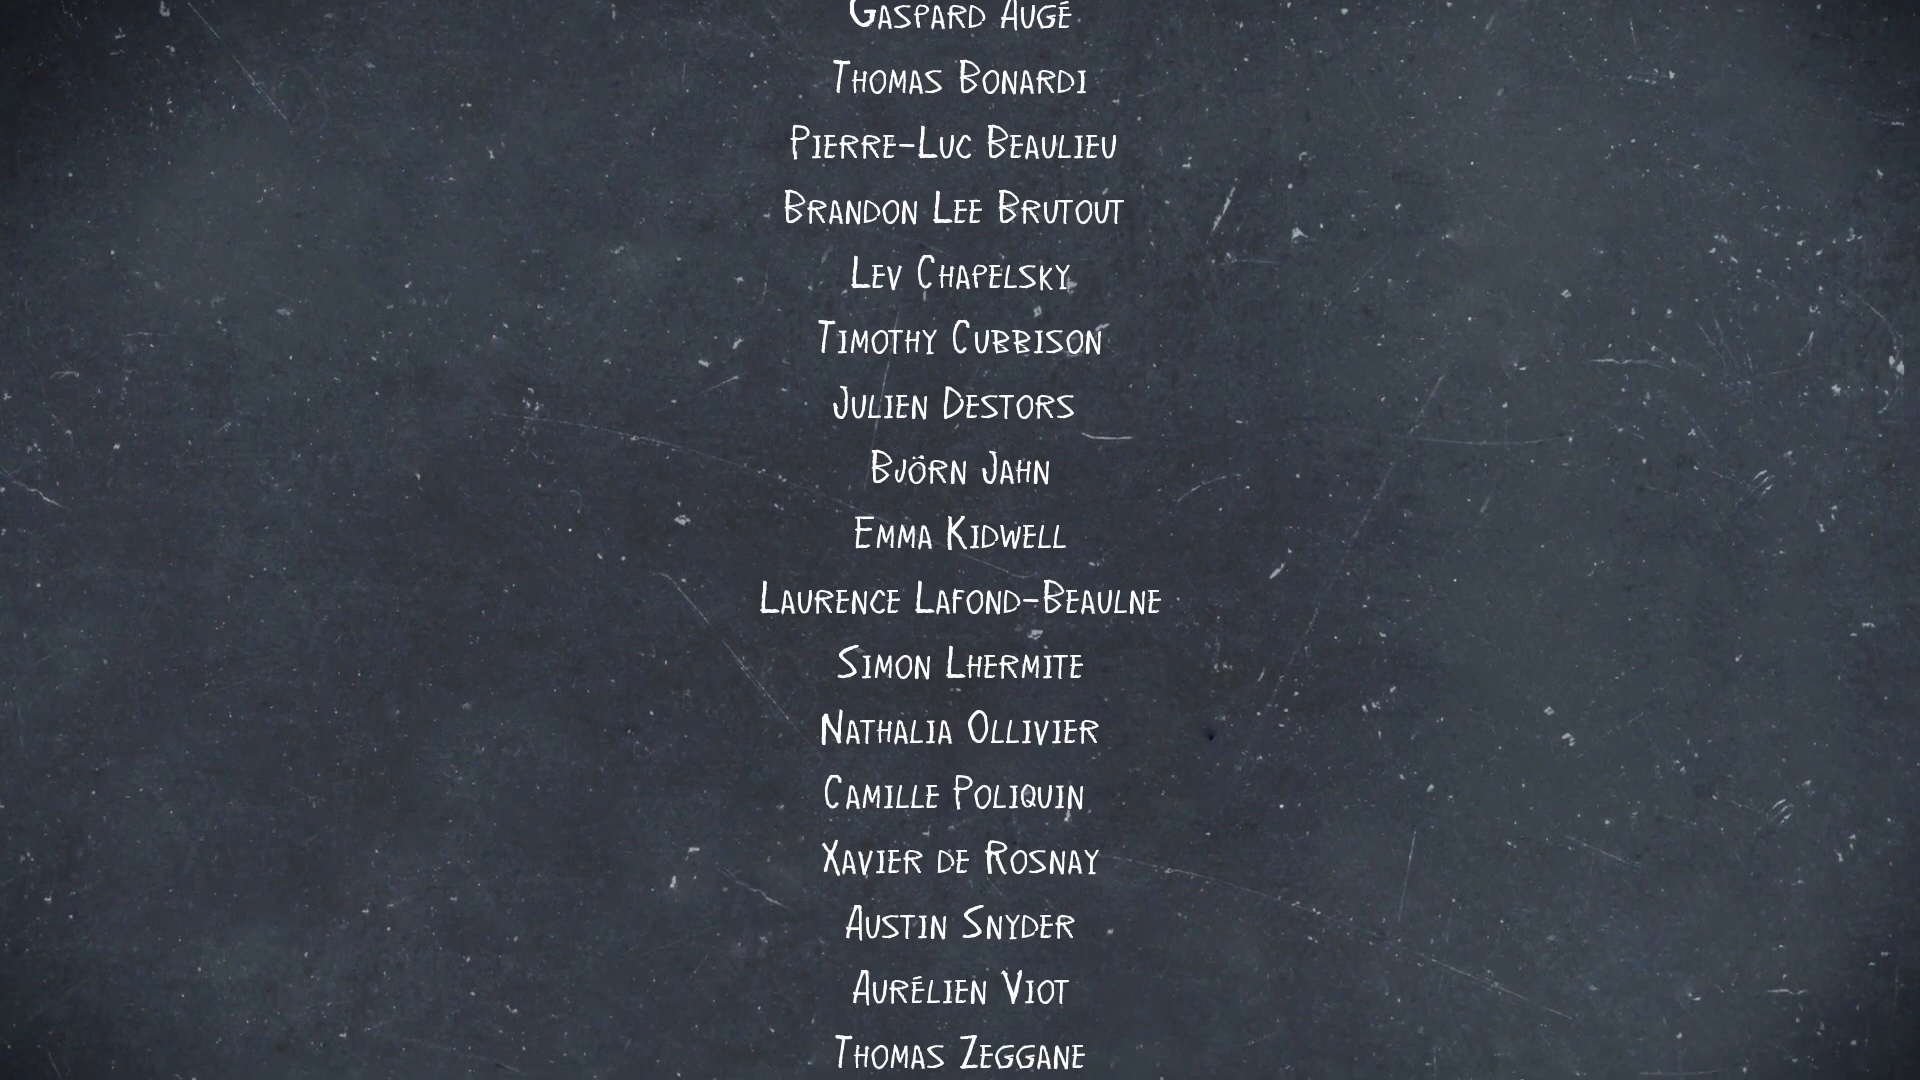 Gaspard Augé
Thomas Bonardi
Pierre-Luc Beaulieu
Brandon Lee Brutout
Lev Chapelsky
Timothy Cubbison
Julien Destors
Björn Jahn
Emma Kidwell
Laurence Lafond-Beaulne
Simon Lhermite
Nathalia Ollivier
Camille Poliquin
Xavier de Rosnay
Austin Snyder
Aurélien Viot
Thomas Zeggane